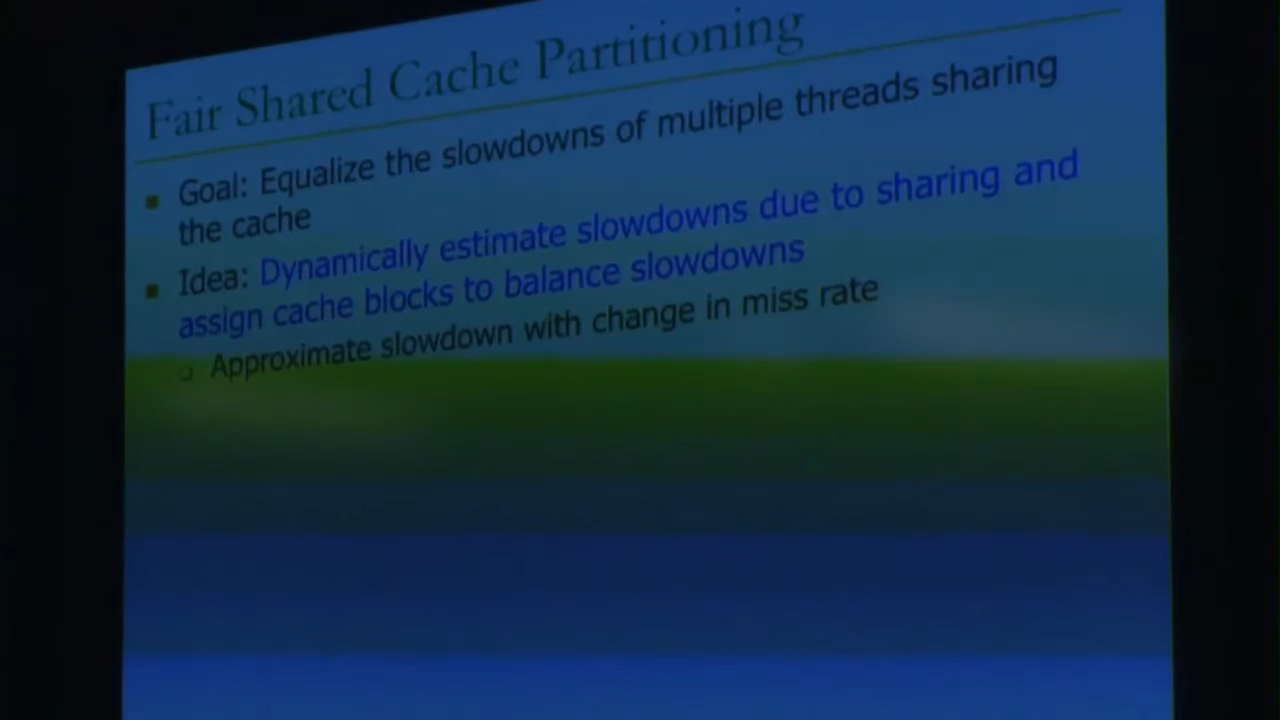 Fair Shared Cache Partitioning
Goal: Equalize the slowdowns of multiple threads sharing
the cache
Idea: Dynamically estimate slowdowns due to sharing and
assign cache blocks to balance slowdowns
Approximate slowdown with change in miss rate